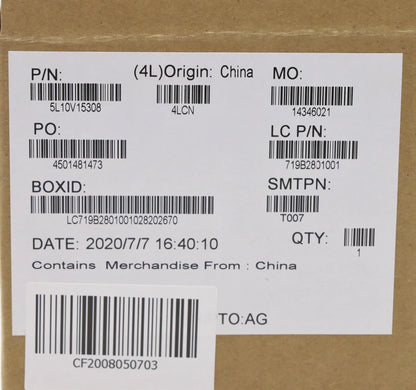 P/N: (4L)Origin: China MO:
5L10V15308 4LCN 14346021
PO: LC P/N:
4501481473 719B2801001
BOXID: SMTPN:
LC719B2801001028202670 T007
DATE: 2020/7/7 16:40:10 QTY:
1
Contains Merchandise From : China
TO:AG
CF2008050703